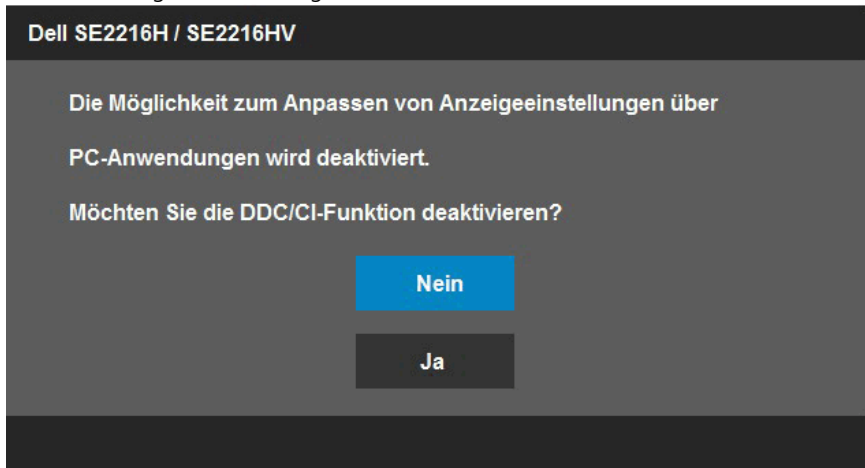 Dell SE2216H / SE2216HV
Die Möglichkeit zum Anpassen von Anzeigeeinstellungen über
PC-Anwendungen wird deaktiviert.
Möchten Sie die DDC/CI-Funktion deaktivieren?
Nein
Ja